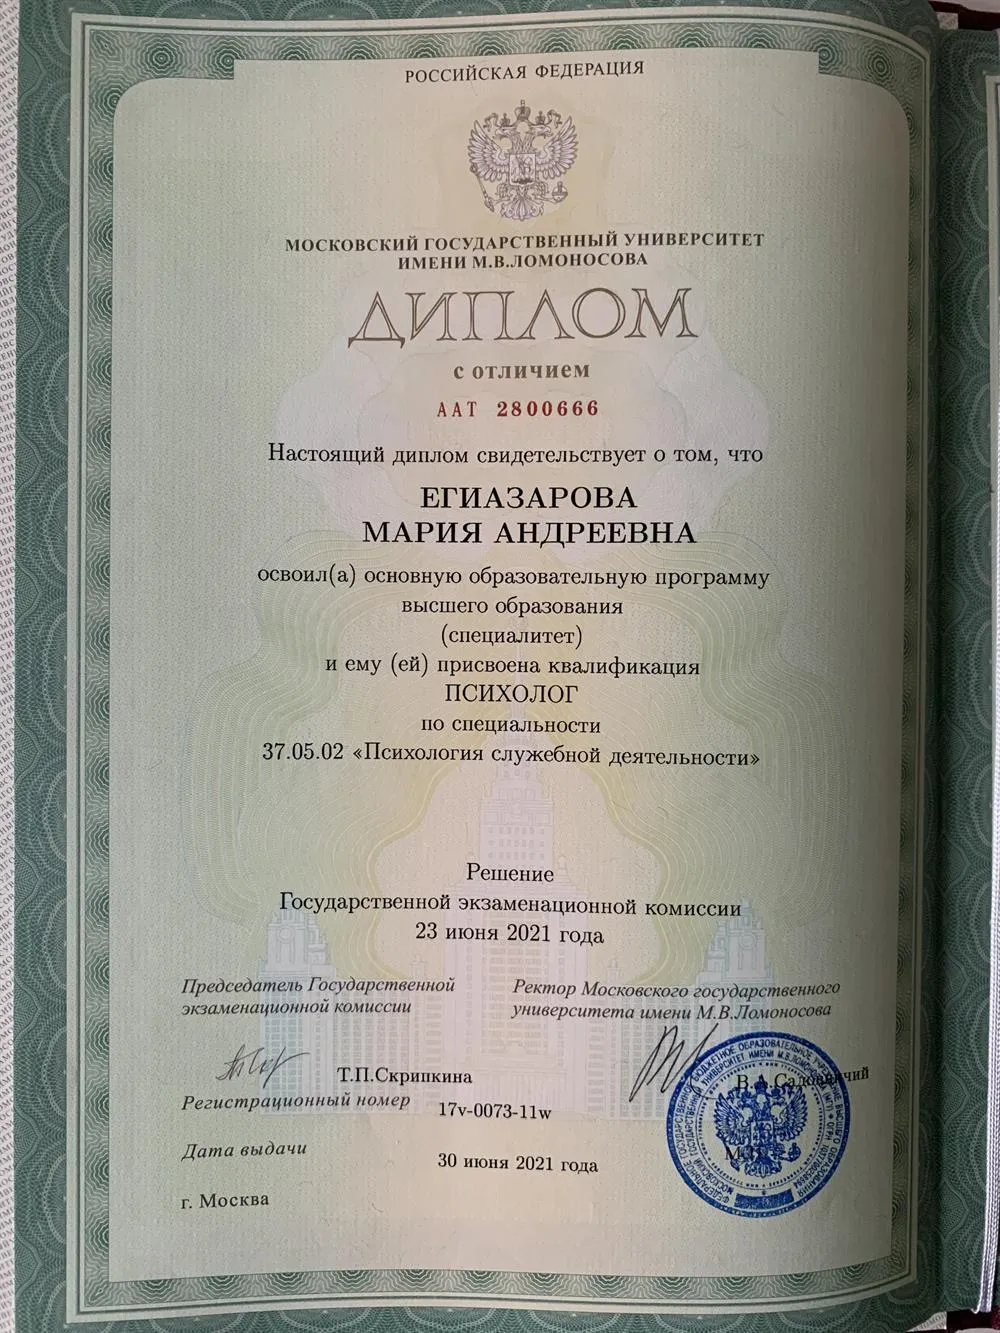 РОССИЙСКАЯ ФЕДЕРАЦИЯ
МОСКОВСКИЙ ГОСУДАРСТВЕННЫЙ УНИВЕРСИТЕТ
ИМЕНИ М.В.ЛОМОНОСОВА
ДИПЛОМ
с отличием
ААТ 2800666
Настоящий диплом свидетельствует о том, что
ЕГИАЗАРОВА
МАРИЯ АНДРЕЕВНА
освоил(а) основную образовательную программу
высшего образования
(специалитет)
и ему (ей) присвоена квалификация
ПСИХОЛОГ
по специальности
37.05.02 «Психология служебной деятельности»
Решение
Государственной экзаменационной комиссии
23 июня 2021 года
Председатель Государственной
экзаменационной комиссии
Т.П.Скрипкина
Ректор Московского государственного
университета имени М.В.Ломоносова
В.А.Садовничий
М.П.
Регистрационный номер 17v-0073-11w
Дата выдачи 30 июня 2021 года
г. Москва